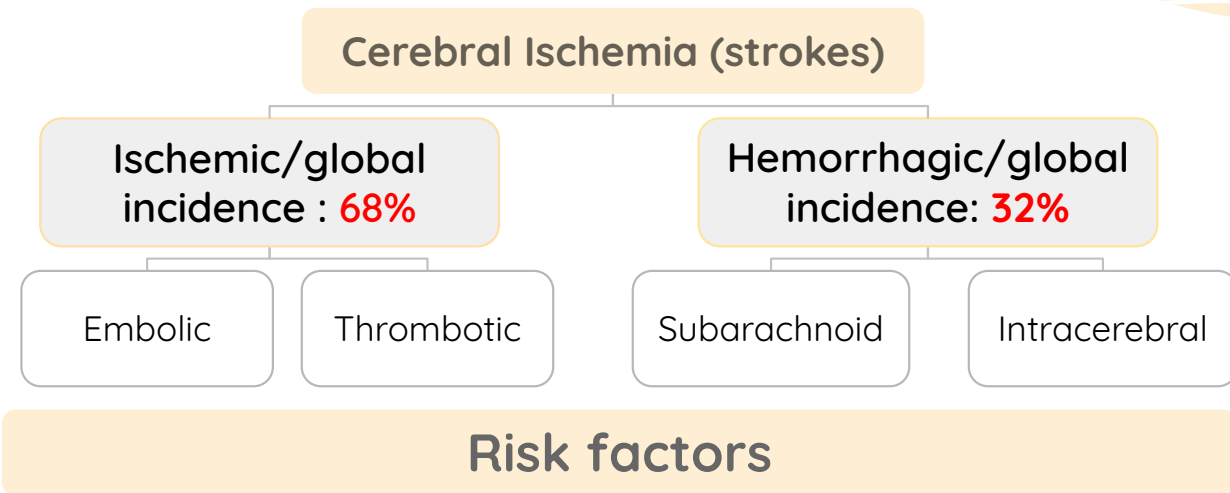 Cerebral Ischemia (strokes)
Ischemic/global
incidence : 68%
Hemorrhagic/global
incidence: 32%
Embolic
Thrombotic
Subarachnoid
Intracerebral
Risk factors